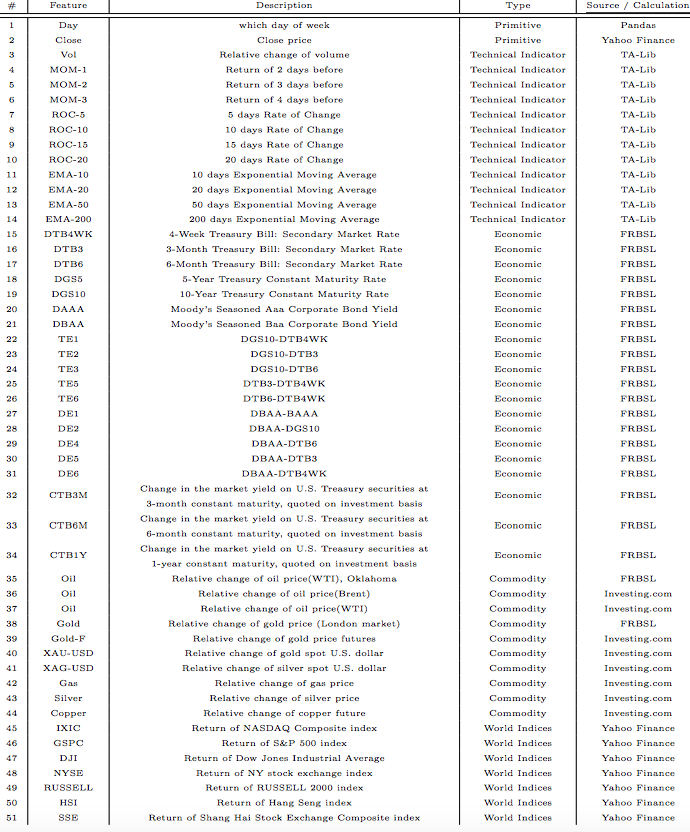 # Feature Description Type Source / Calculation
1 Day which day of week Primitive Pandas
2 Close Close price Primitive Yahoo Finance
3 Vol Relative change of volume Technical Indicator TA-Lib
4 MOM-1 Return of 2 days before Technical Indicator TA-Lib
5 MOM-2 Return of 3 days before Technical Indicator TA-Lib
6 MOM-3 Return of 4 days before Technical Indicator TA-Lib
7 ROC-5 5 days Rate of Change Technical Indicator TA-Lib
8 ROC-10 10 days Rate of Change Technical Indicator TA-Lib
9 ROC-15 15 days Rate of Change Technical Indicator TA-Lib
10 ROC-20 20 days Rate of Change Technical Indicator TA-Lib
11 EMA-10 10 days Exponential Moving Average Technical Indicator TA-Lib
12 EMA-20 20 days Exponential Moving Average Technical Indicator TA-Lib
13 EMA-50 50 days Exponential Moving Average Technical Indicator TA-Lib
14 EMA-200 200 days Exponential Moving Average Technical Indicator TA-Lib
15 DTB4WK 4-Week Treasury Bill: Secondary Market Rate Economic FRBSL
16 DTB3 3-Month Treasury Bill: Secondary Market Rate Economic FRBSL
17 DTB6 6-Month Treasury Bill: Secondary Market Rate Economic FRBSL
18 DGS5 5-Year Treasury Constant Maturity Rate Economic FRBSL
19 DGS10 10-Year Treasury Constant Maturity Rate Economic FRBSL
20 DAAA Moody's Seasoned Aaa Corporate Bond Yield Economic FRBSL
21 DBAA Moody's Seasoned Baa Corporate Bond Yield Economic FRBSL
22 TE1 DGS10-DTB4WK Economic FRBSL
23 TE2 DGS10-DTB3 Economic FRBSL
24 TE3 DGS10-DTB6 Economic FRBSL
25 TE5 DTB3-DTB4WK Economic FRBSL
26 TE6 DTB6-DTB4WK Economic FRBSL
27 DE1 DBAA-BAAA Economic FRBSL
28 DE2 DBAA-DGS10 Economic FRBSL
29 DE4 DBAA-DTB6 Economic FRBSL
30 DE5 DBAA-DTB3 Economic FRBSL
31 DE6 DBAA-DTB4WK Economic FRBSL
Change in the market yield on U.S. Treasury securities at
32 CTB3M Economic FRBSL
3-month constant maturity, quoted on investment basis
Change in the market yield on U.S. Treasury securities at
33 CTB6M Economic FRBSL
6-month constant maturity, quoted on investment basis
Change in the market yield on U.S. Treasury securities at
34 CTB1Y Economic FRBSL
1-year constant maturity, quoted on investment basis
35 Oil Relative change of oil price(WTI), Oklahoma Commodity FRBSL
36 Oil Relative change of oil price(Brent) Commodity Investing.com
37 Oil Relative change of oil price(WTI) Commodity Investing.com
38 Gold Relative change of gold price (London market) Commodity FRBSL
39 Gold-F Relative change of gold price futures Commodity Investing.com
40 XAU-USD Relative change of gold spot U.S. dollar Commodity Investing.com
41 XAG-USD Relative change of silver spot U.S. dollar Commodity Investing.com
42 Gas Relative change of gas price Commodity Investing.com
43 Silver Relative change of silver price Commodity Investing.com
44 Copper Relative change of copper future Commodity Investing.com
45 IXIC Return of NASDAQ Composite index World Indices Yahoo Finance
46 GSPC Return of S&P 500 index World Indices Yahoo Finance
47 DJI Return of Dow Jones Industrial Average World Indices Yahoo Finance
48 NYSE Return of NY stock exchange index World Indices Yahoo Finance
49 RUSSELL Return of RUSSELL 2000 index World Indices Yahoo Finance
50 HSI Return of Hang Seng index World Indices Yahoo Finance
51 SSE Return of Shang Hai Stock Exchange Composite index World Indices Yahoo Finance